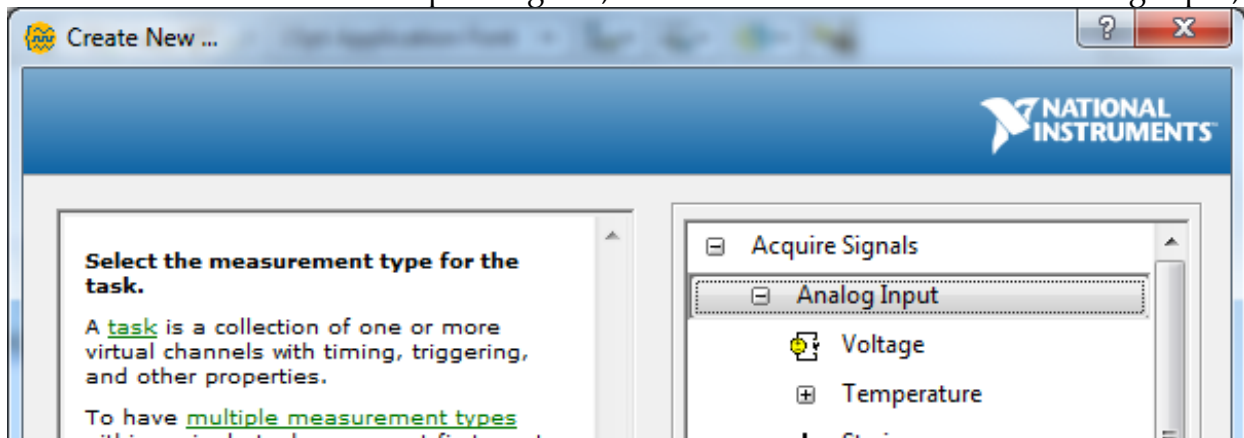 Create New ...
NATIONAL
INSTRUMENTS
Select the measurement type for the
task.
A task is a collection of one or more
virtual channels with timing, triggering,
and other properties.
To have multiple measurement types
Acquire Signals
Analog Input
Voltage
Temperature